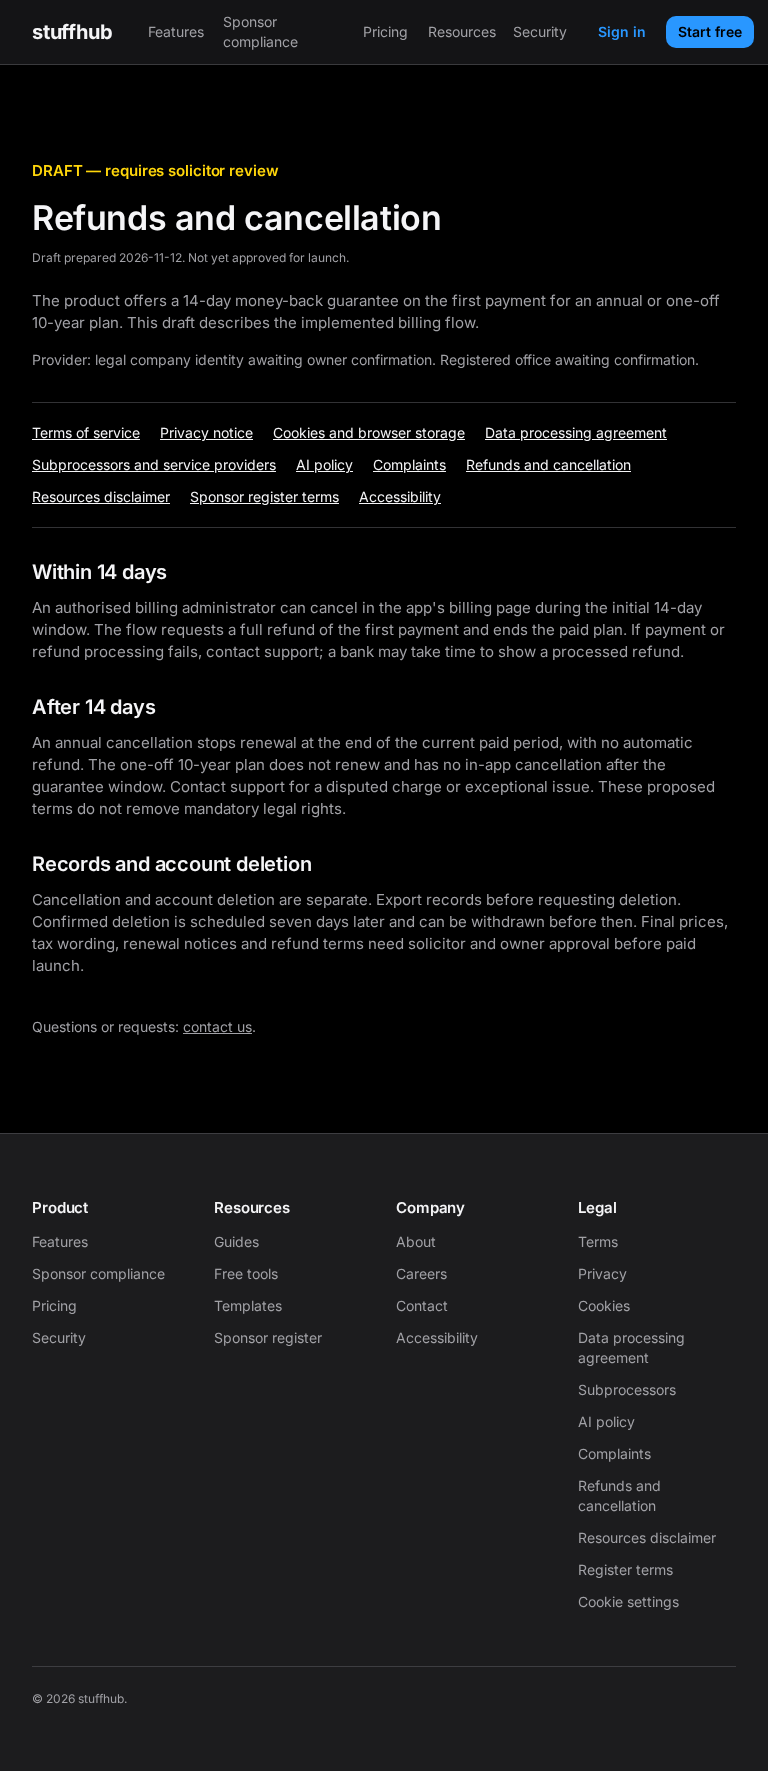 stuffhub
Features
Sponsor
compliance
Pricing
Resources
Security
Sign in
Start free
DRAFT — requires solicitor review
Refunds and cancellation
Draft prepared 2026-11-12. Not yet approved for launch.
The product offers a 14-day money-back guarantee on the first payment for an annual or one-off
10-year plan. This draft describes the implemented billing flow.
Provider: legal company identity awaiting owner confirmation. Registered office awaiting confirmation.
Terms of service Privacy notice Cookies and browser storage Data processing agreement
Subprocessors and service providers AI policy Complaints Refunds and cancellation
Resources disclaimer Sponsor register terms Accessibility
Within 14 days
An authorised billing administrator can cancel in the app's billing page during the initial 14-day
window. The flow requests a full refund of the first payment and ends the paid plan. If payment or
refund processing fails, contact support; a bank may take time to show a processed refund.
After 14 days
An annual cancellation stops renewal at the end of the current paid period, with no automatic
refund. The one-off 10-year plan does not renew and has no in-app cancellation after the
guarantee window. Contact support for a disputed charge or exceptional issue. These proposed
terms do not remove mandatory legal rights.
Records and account deletion
Cancellation and account deletion are separate. Export records before requesting deletion.
Confirmed deletion is scheduled seven days later and can be withdrawn before then. Final prices,
tax wording, renewal notices and refund terms need solicitor and owner approval before paid
launch.
Questions or requests: contact us.
Product
Features
Sponsor compliance
Pricing
Security
Resources
Guides
Free tools
Templates
Sponsor register
Company
About
Careers
Contact
Accessibility
Legal
Terms
Privacy
Cookies
Data processing
agreement
Subprocessors
AI policy
Complaints
Refunds and
cancellation
Resources disclaimer
Register terms
Cookie settings
© 2026 stuffhub.